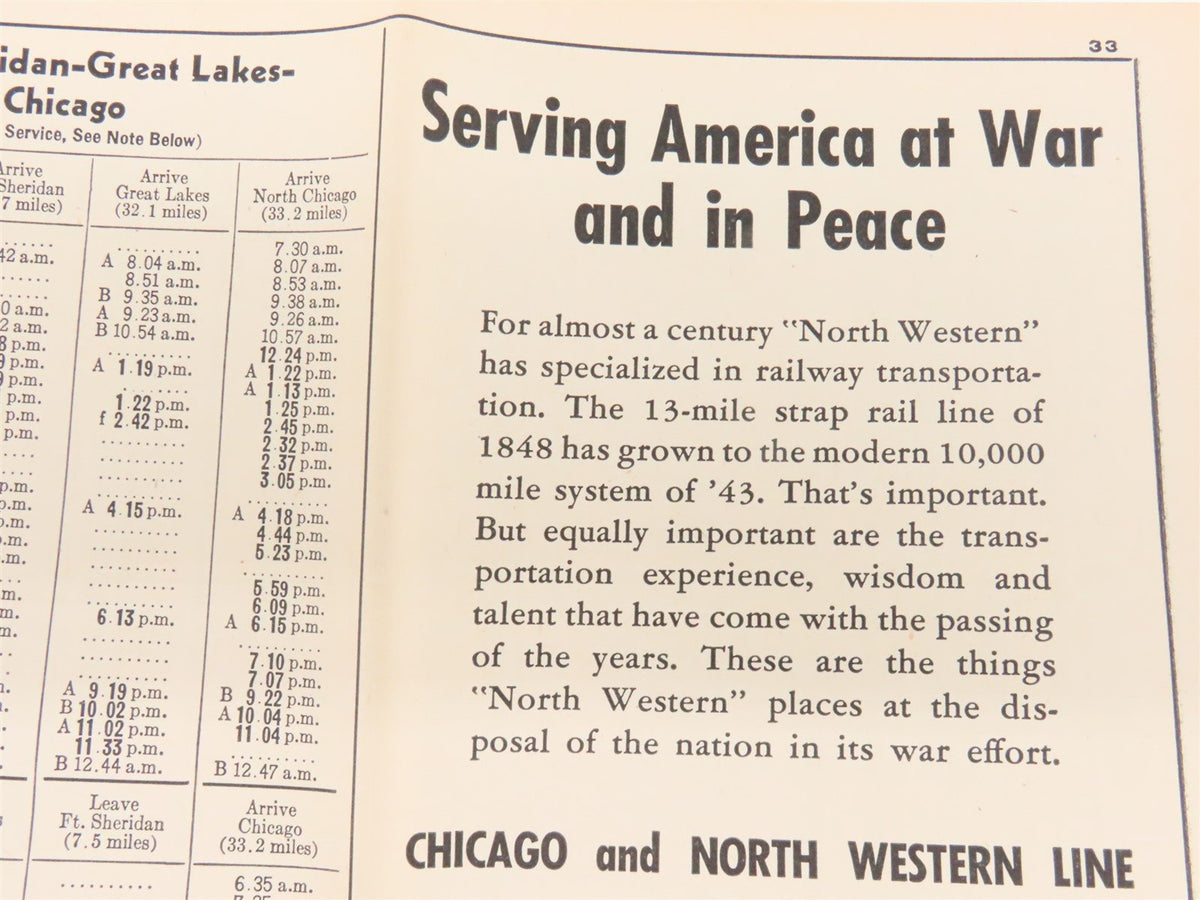 33
idan-Great Lakes-
Chicago
Service, See Note Below)
Arrive
Sheridan
7 miles)
Arrive
Great Lakes
(32.1 miles)
Arrive
North Chicago
(33.2 miles)
...... .......... 7.30 a.m.
42 a.m. A 8.04 a.m. 8.07 a.m.
...... 8.51 a.m. 8.53 a.m.
...... B 9.35 a.m. 9.38 a.m.
0 a.m. A 9.23 a.m. 9.26 a.m.
2 a.m. B 10.54 a.m. 10.57 a.m.
8 p.m. .......... 12.24 p.m.
9 p.m. A 1.19 p.m. A 1.22 p.m.
9 p.m. .......... A 1.13 p.m.
p.m. 1.22 p.m. 1.25 p.m.
p.m. f 2.42 p.m. 2.45 p.m.
p.m. .......... 2.32 p.m.
.......... 2.37 p.m.
.......... 3.05 p.m.
p.m. .......... ..........
p.m. A 4.15 p.m. A 4.18 p.m.
p.m. .......... 4.44 p.m.
p.m. .......... 5.23 p.m.
p.m. .......... ..........
.......... 5.59 p.m.
m. .......... 6.09 p.m.
m. 6.13 p.m. A 6.15 p.m.
m. .......... ..........
.......... 7.10 p.m.
.......... 7.07 p.m.
A 9.19 p.m. B 9.22 p.m.
B 10.02 p.m. A 10.04 p.m.
A 11.02 p.m. 11.04 p.m.
11.33 p.m. ..........
B 12.44 a.m. B 12.47 a.m.
Leave
Ft. Sheridan
(7.5 miles)
Arrive
Chicago
(33.2 miles)
.......... 6.35 a.m.
Serving America at War
and in Peace
For almost a century "North Western"
has specialized in railway transporta-
tion. The 13-mile strap rail line of
1848 has grown to the modern 10,000
mile system of '43. That's important.
But equally important are the trans-
portation experience, wisdom and
talent that have come with the passing
of the years. These are the things
"North Western" places at the dis-
posal of the nation in its war effort.
CHICAGO and NORTH WESTERN LINE